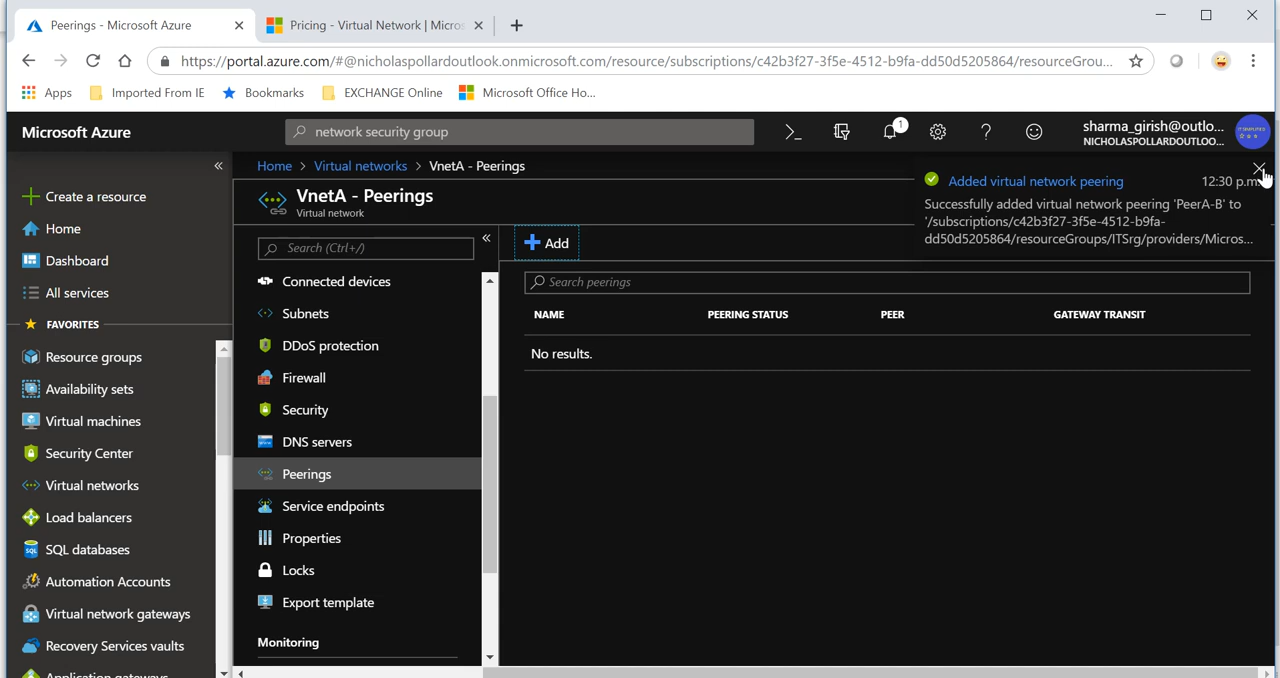 Peerings - Microsoft Azure
Pricing - Virtual Network | Micros
https://portal.azure.com/#@nicholaspollardoutlook.onmicrosoft.com/resource/subscriptions/c42b3f27-3f5e-4512-b9fa-dd50d5205864/resourceGrou...
Apps
Imported From IE
Bookmarks
EXCHANGE Online
Microsoft Office Ho...
Microsoft Azure
network security group
1
sharma_girish@outlo...
NICHOLASPOLLARDOUTLOO...
Home > Virtual networks > VnetA - Peerings
VnetA - Peerings
Virtual network
Added virtual network peering
12:30 p.m.
Successfully added virtual network peering 'PeerA-B' to
'/subscriptions/c42b3f27-3f5e-4512-b9fa-
dd50d5205864/resourceGroups/ITSrg/providers/Micros...
Create a resource
Home
Dashboard
All services
FAVORITES
Resource groups
Availability sets
Virtual machines
Security Center
Virtual networks
Load balancers
SQL databases
Automation Accounts
Virtual network gateways
Recovery Services vaults
Application gateways
Search (Ctrl+/)
Connected devices
Subnets
DDoS protection
Firewall
Security
DNS servers
Peerings
Service endpoints
Properties
Locks
Export template
Monitoring
Add
Search peerings
NAME
PEERING STATUS
PEER
GATEWAY TRANSIT
No results.